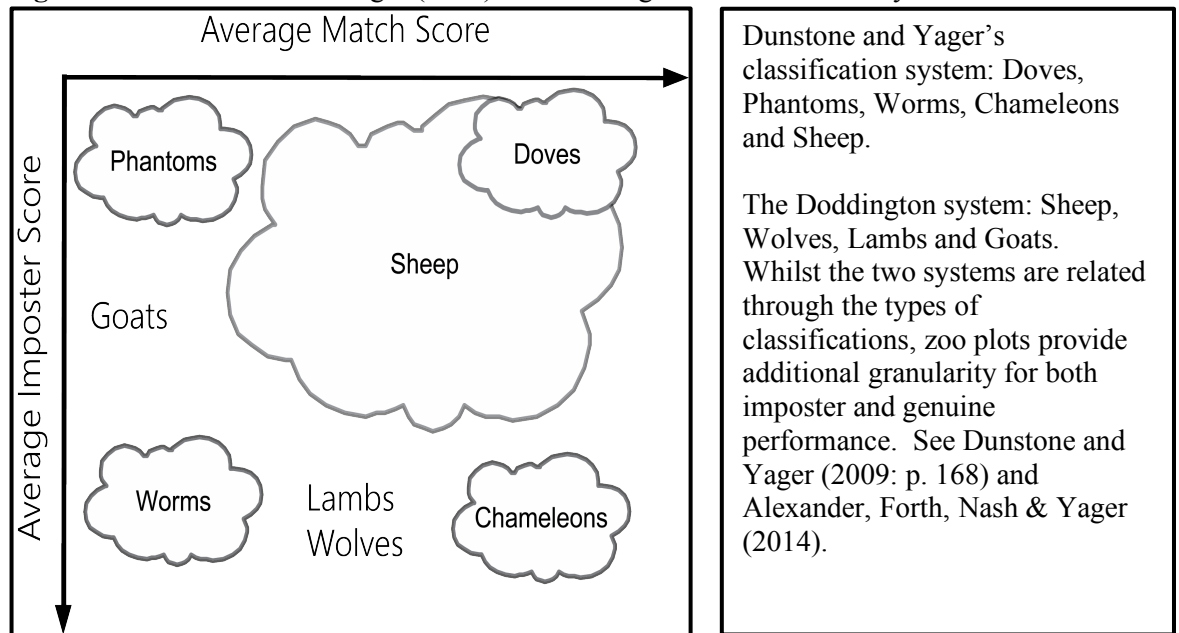 Average Match Score
Average Imposter Score
Phantoms
Doves
Sheep
Goats
Worms
Lambs
Wolves
Chameleons
Dunstone and Yager’s
classification system: Doves,
Phantoms, Worms, Chameleons
and Sheep.
The Doddington system: Sheep,
Wolves, Lambs and Goats.
Whilst the two systems are related
through the types of
classifications, zoo plots provide
additional granularity for both
imposter and genuine
performance.  See Dunstone and
Yager (2009: p. 168) and
Alexander, Forth, Nash & Yager
(2014).